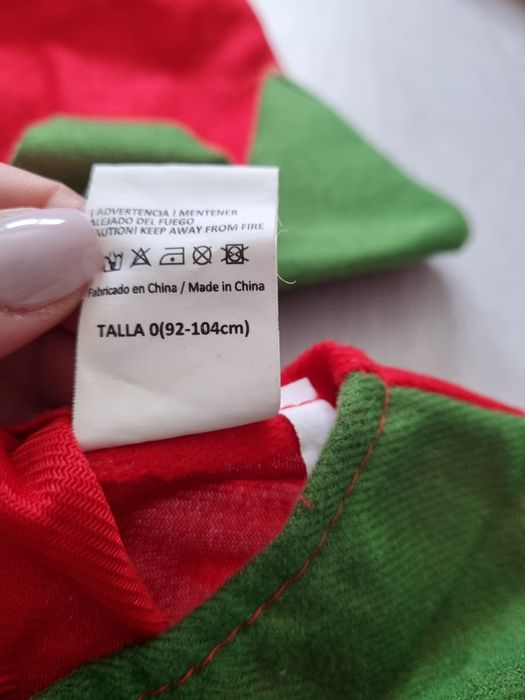 ¡ ADVERTENCIA ! MENTENER
ALEJADO DEL FUEGO
CAUTION! KEEP AWAY FROM FIRE
Fabricado en China / Made in China
TALLA 0(92-104cm)